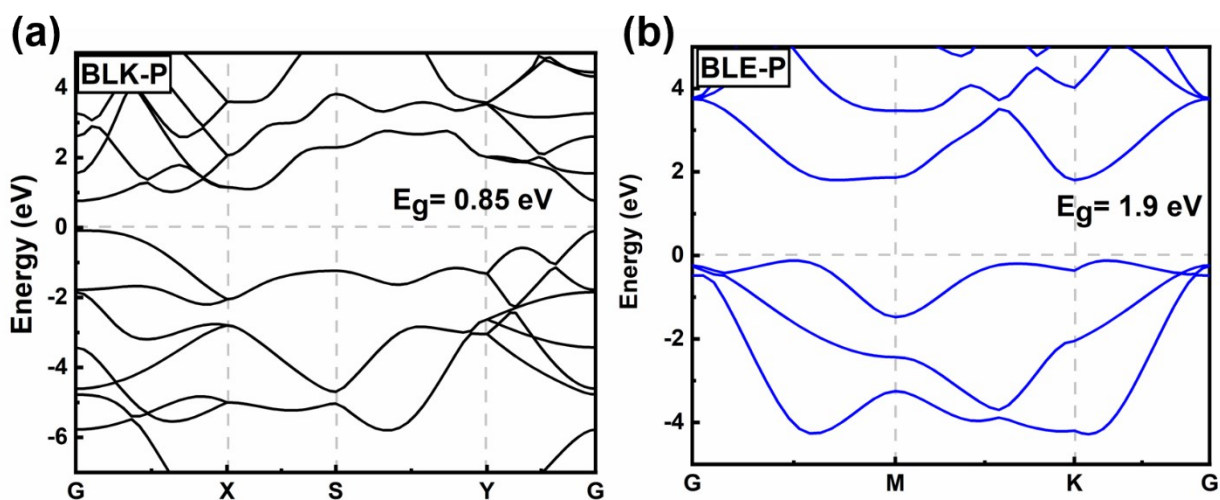 (a)
BLK-P
Energy (eV)
4
2
0
-2
-4
-6
Eg= 0.85 eV
G X S Y G
(b)
BLE-P
Energy (eV)
4
2
0
-2
-4
Eg= 1.9 eV
G M K G